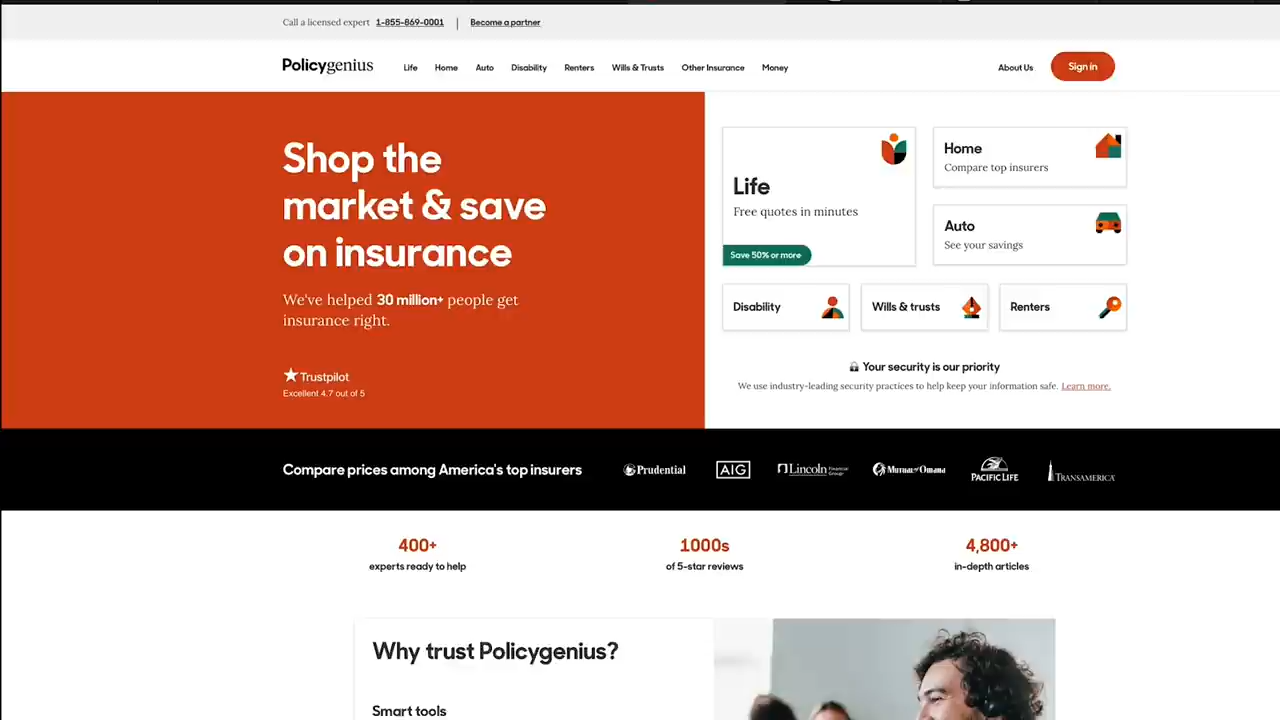 Call a licensed expert 1-855-869-0001 | Become a partner
Policygenius Life Home Auto Disability Renters Wills & Trusts Other Insurance Money About Us Sign in
Shop the
market & save
on insurance
We've helped 30 million+ people get
insurance right.
Trustpilot
Excellent 4.7 out of 5
Life
Free quotes in minutes
Save 50% or more
Home
Compare top insurers
Auto
See your savings
Disability
Wills & trusts
Renters
Your security is our priority
We use industry-leading security practices to help keep your information safe. Learn more.
Compare prices among America's top insurers
Prudential AIG Lincoln Financial Group Mutual of Omaha PACIFIC LIFE TRANSAMERICA
400+
experts ready to help
1000s
of 5-star reviews
4,800+
in-depth articles
Why trust Policygenius?
Smart tools